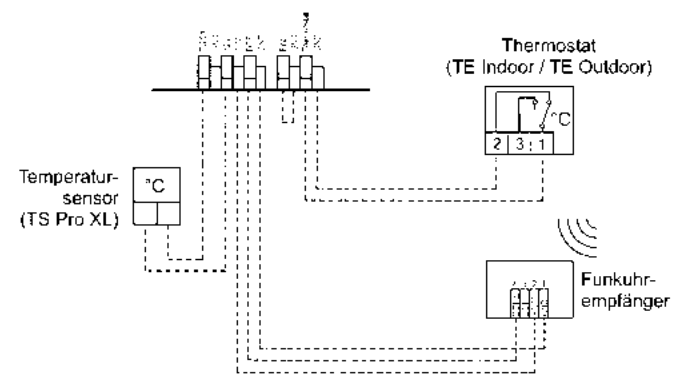 Thermostat
(TE Indoor / TE Outdoor)
°C
2 3 1
Temperatur-
sensor
(TS Pro XL)
°C
Funkuhr-
empfänger